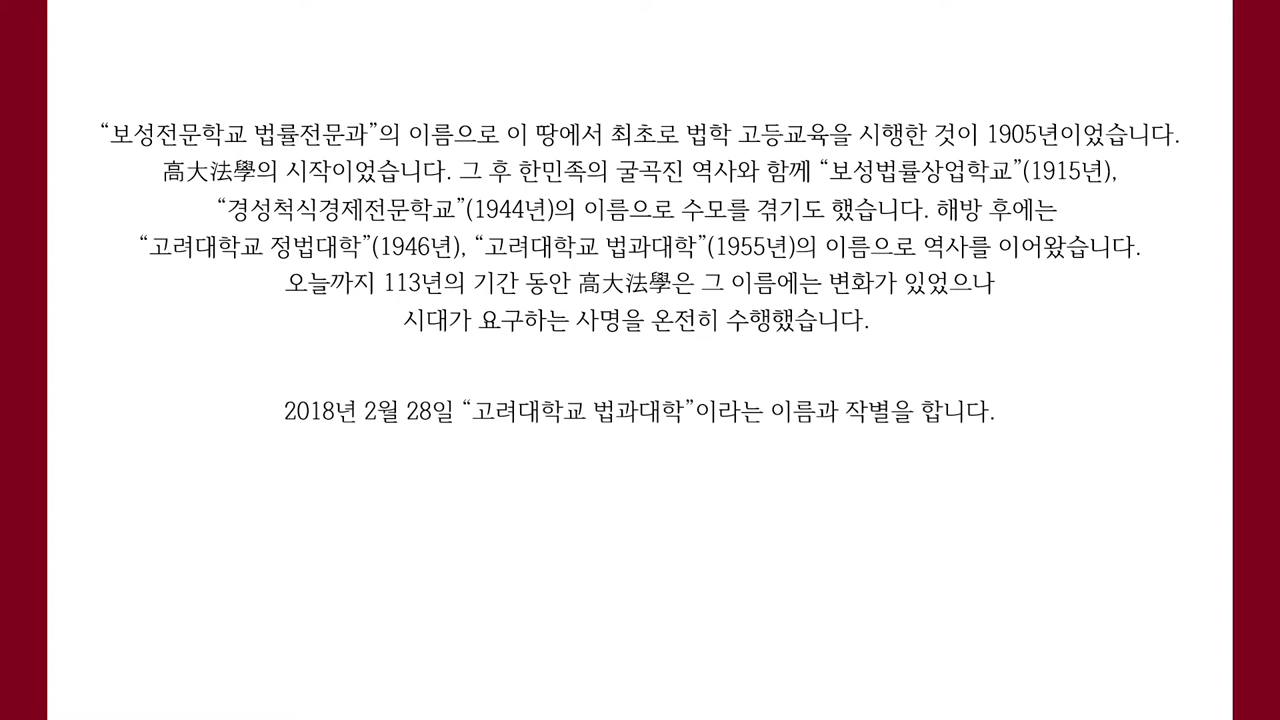 “보성전문학교 법률전문과”의 이름으로 이 땅에서 최초로 법학 고등교육을 시행한 것이 1905년이었습니다.
高大法學의 시작이었습니다. 그 후 한민족의 굴곡진 역사와 함께 “보성법률상업학교”(1915년),
“경성척식경제전문학교”(1944년)의 이름으로 수모를 겪기도 했습니다. 해방 후에는
“고려대학교 정법대학”(1946년), “고려대학교 법과대학”(1955년)의 이름으로 역사를 이어왔습니다.
오늘까지 113년의 기간 동안 高大法學은 그 이름에는 변화가 있었으나
시대가 요구하는 사명을 온전히 수행했습니다.
2018년 2월 28일 “고려대학교 법과대학”이라는 이름과 작별을 합니다.